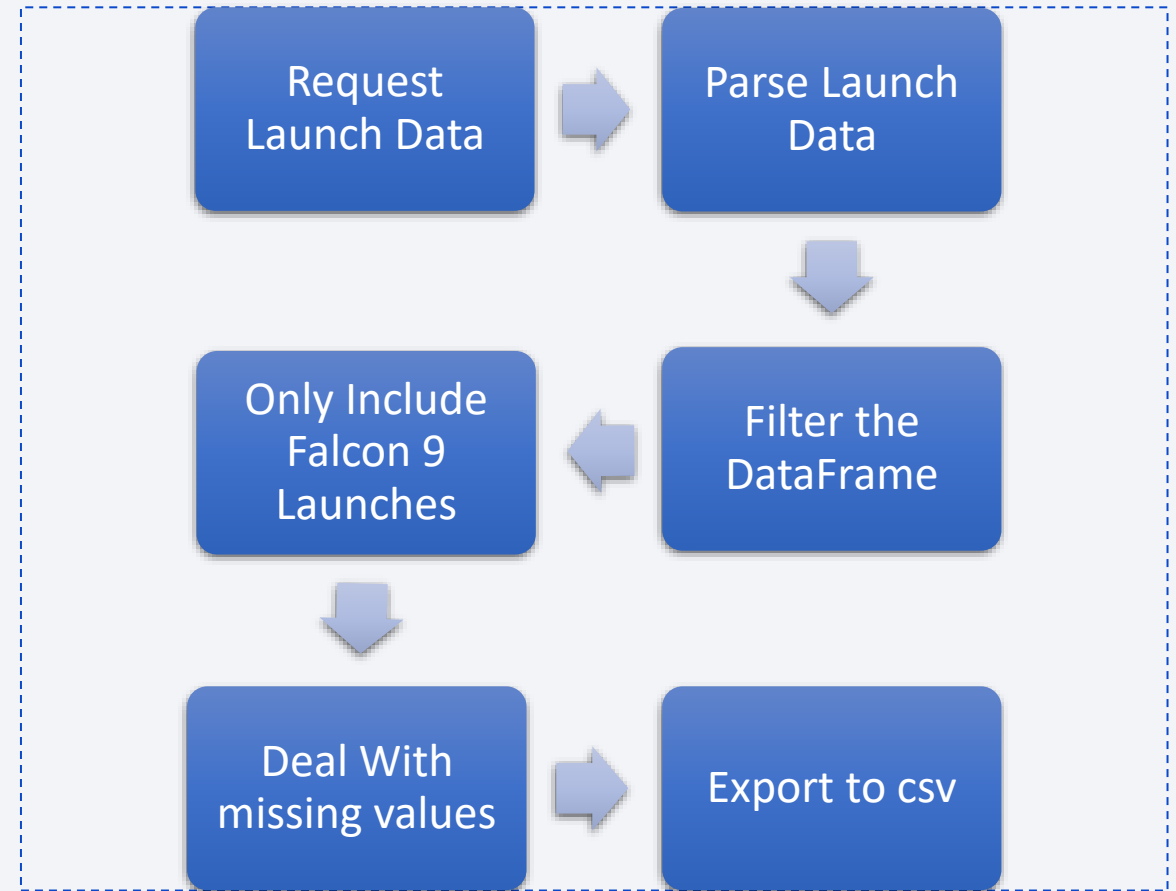 Request
Launch Data
Parse Launch
Data
Filter the
DataFrame
Only Include
Falcon 9
Launches
Deal With
missing values
Export to csv